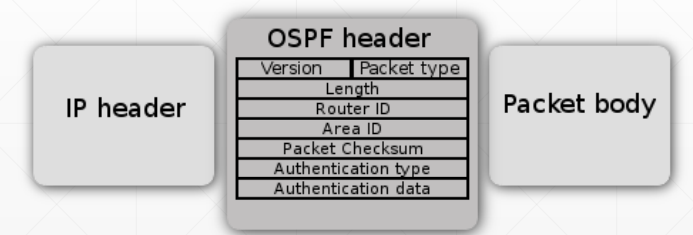 IP header
OSPF header
Version Packet type
Length
Router ID
Area ID
Packet Checksum
Authentication type
Authentication data
Packet body